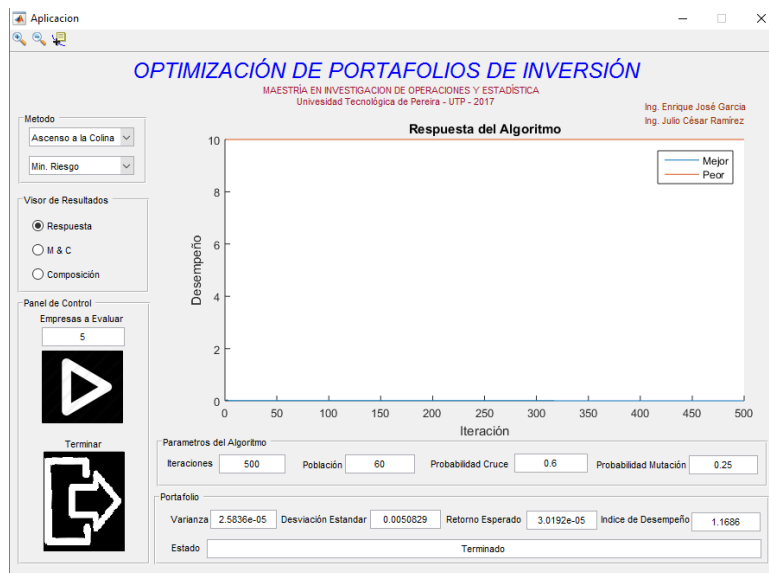 Aplicacion
OPTIMIZACIÓN DE PORTAFOLIOS DE INVERSIÓN
MAESTRÍA EN INVESTIGACION DE OPERACIONES Y ESTADÍSTICA
Univesidad Tecnológica de Pereira - UTP - 2017
Ing. Enrique José Garcia
Ing. Julio César Ramírez
Metodo
Ascenso a la Colina
Min. Riesgo
Visor de Resultados
Respuesta
M & C
Composición
Panel de Control
Empresas a Evaluar
5
Terminar
Respuesta del Algoritmo
Mejor
Peor
Desempeño
10
8
6
4
2
0
0 50 100 150 200 250 300 350 400 450 500
Iteración
Parametros del Algoritmo
Iteraciones 500 Población 60 Probabilidad Cruce 0.6 Probabilidad Mutación 0.25
Portafolio
Varianza 2.5836e-05 Desviación Estandar 0.0050829 Retorno Esperado 3.0192e-05 Indice de Desempeño 1.1686
Estado Terminado